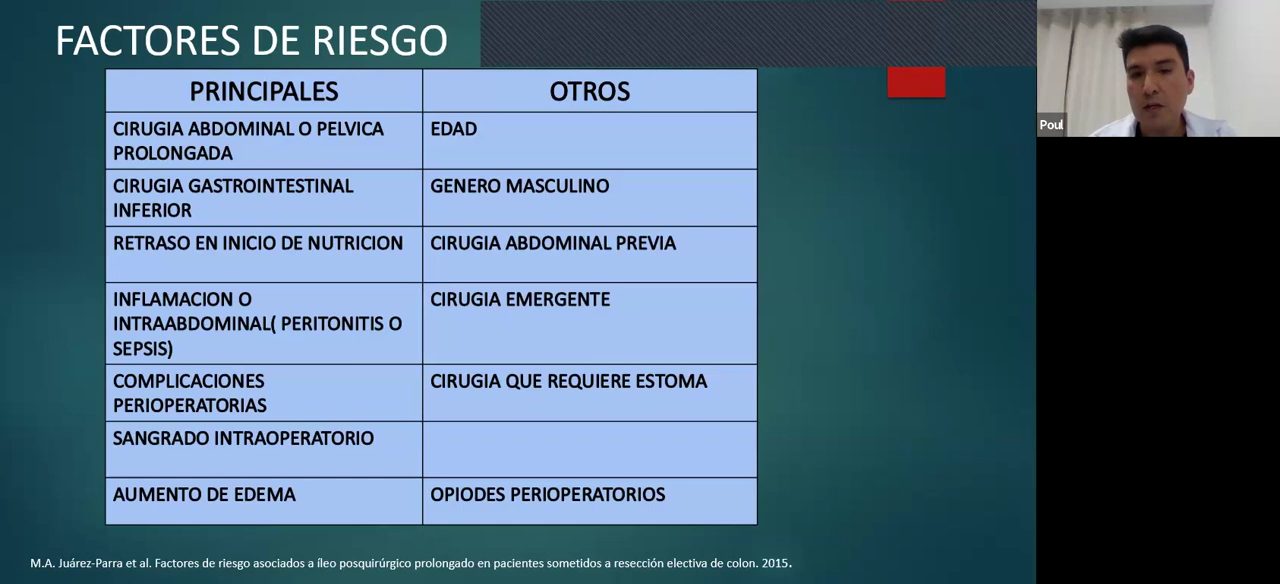 FACTORES DE RIESGO
PRINCIPALES
OTROS
CIRUGIA ABDOMINAL O PELVICA
PROLONGADA
EDAD
CIRUGIA GASTROINTESTINAL
INFERIOR
GENERO MASCULINO
RETRASO EN INICIO DE NUTRICION
CIRUGIA ABDOMINAL PREVIA
INFLAMACION O
INTRAABDOMINAL( PERITONITIS O
SEPSIS)
CIRUGIA EMERGENTE
COMPLICACIONES
PERIOPERATORIAS
CIRUGIA QUE REQUIERE ESTOMA
SANGRADO INTRAOPERATORIO
AUMENTO DE EDEMA
OPIODES PERIOPERATORIOS
M.A. Juárez-Parra et al. Factores de riesgo asociados a íleo posquirúrgico prolongado en pacientes sometidos a resección electiva de colon. 2015.
Poul